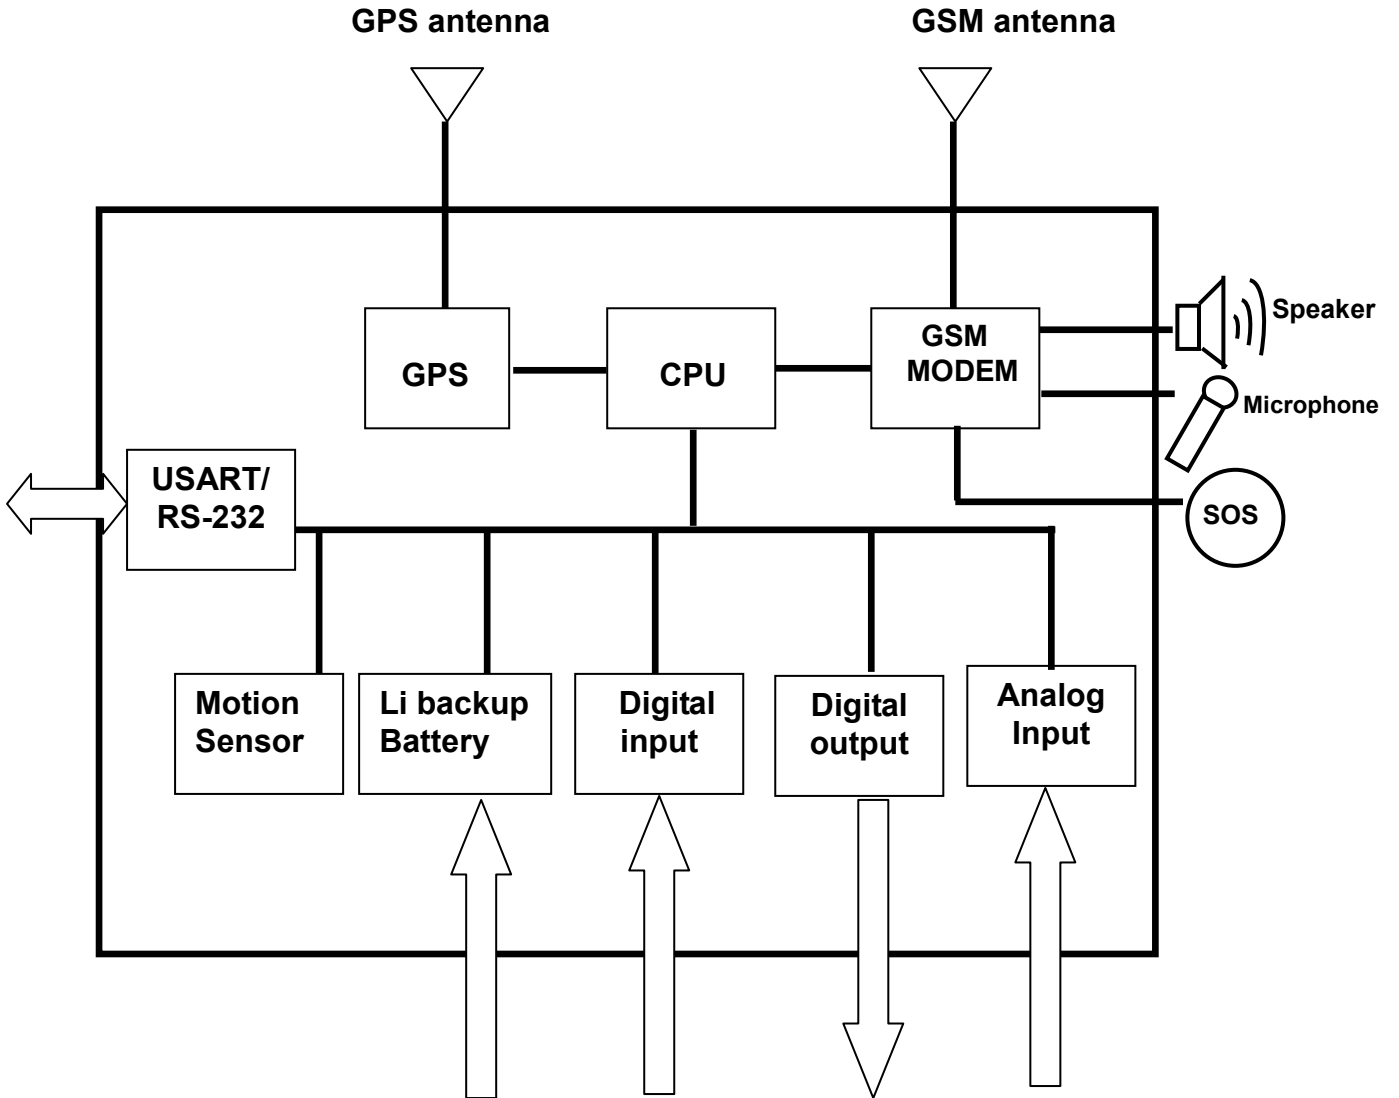 GPS antenna
GSM antenna
Speaker
GPS
CPU
GSM
MODEM
Microphone
USART/
RS-232
SOS
Motion
Sensor
Li backup
Battery
Digital
input
Digital
output
Analog
Input